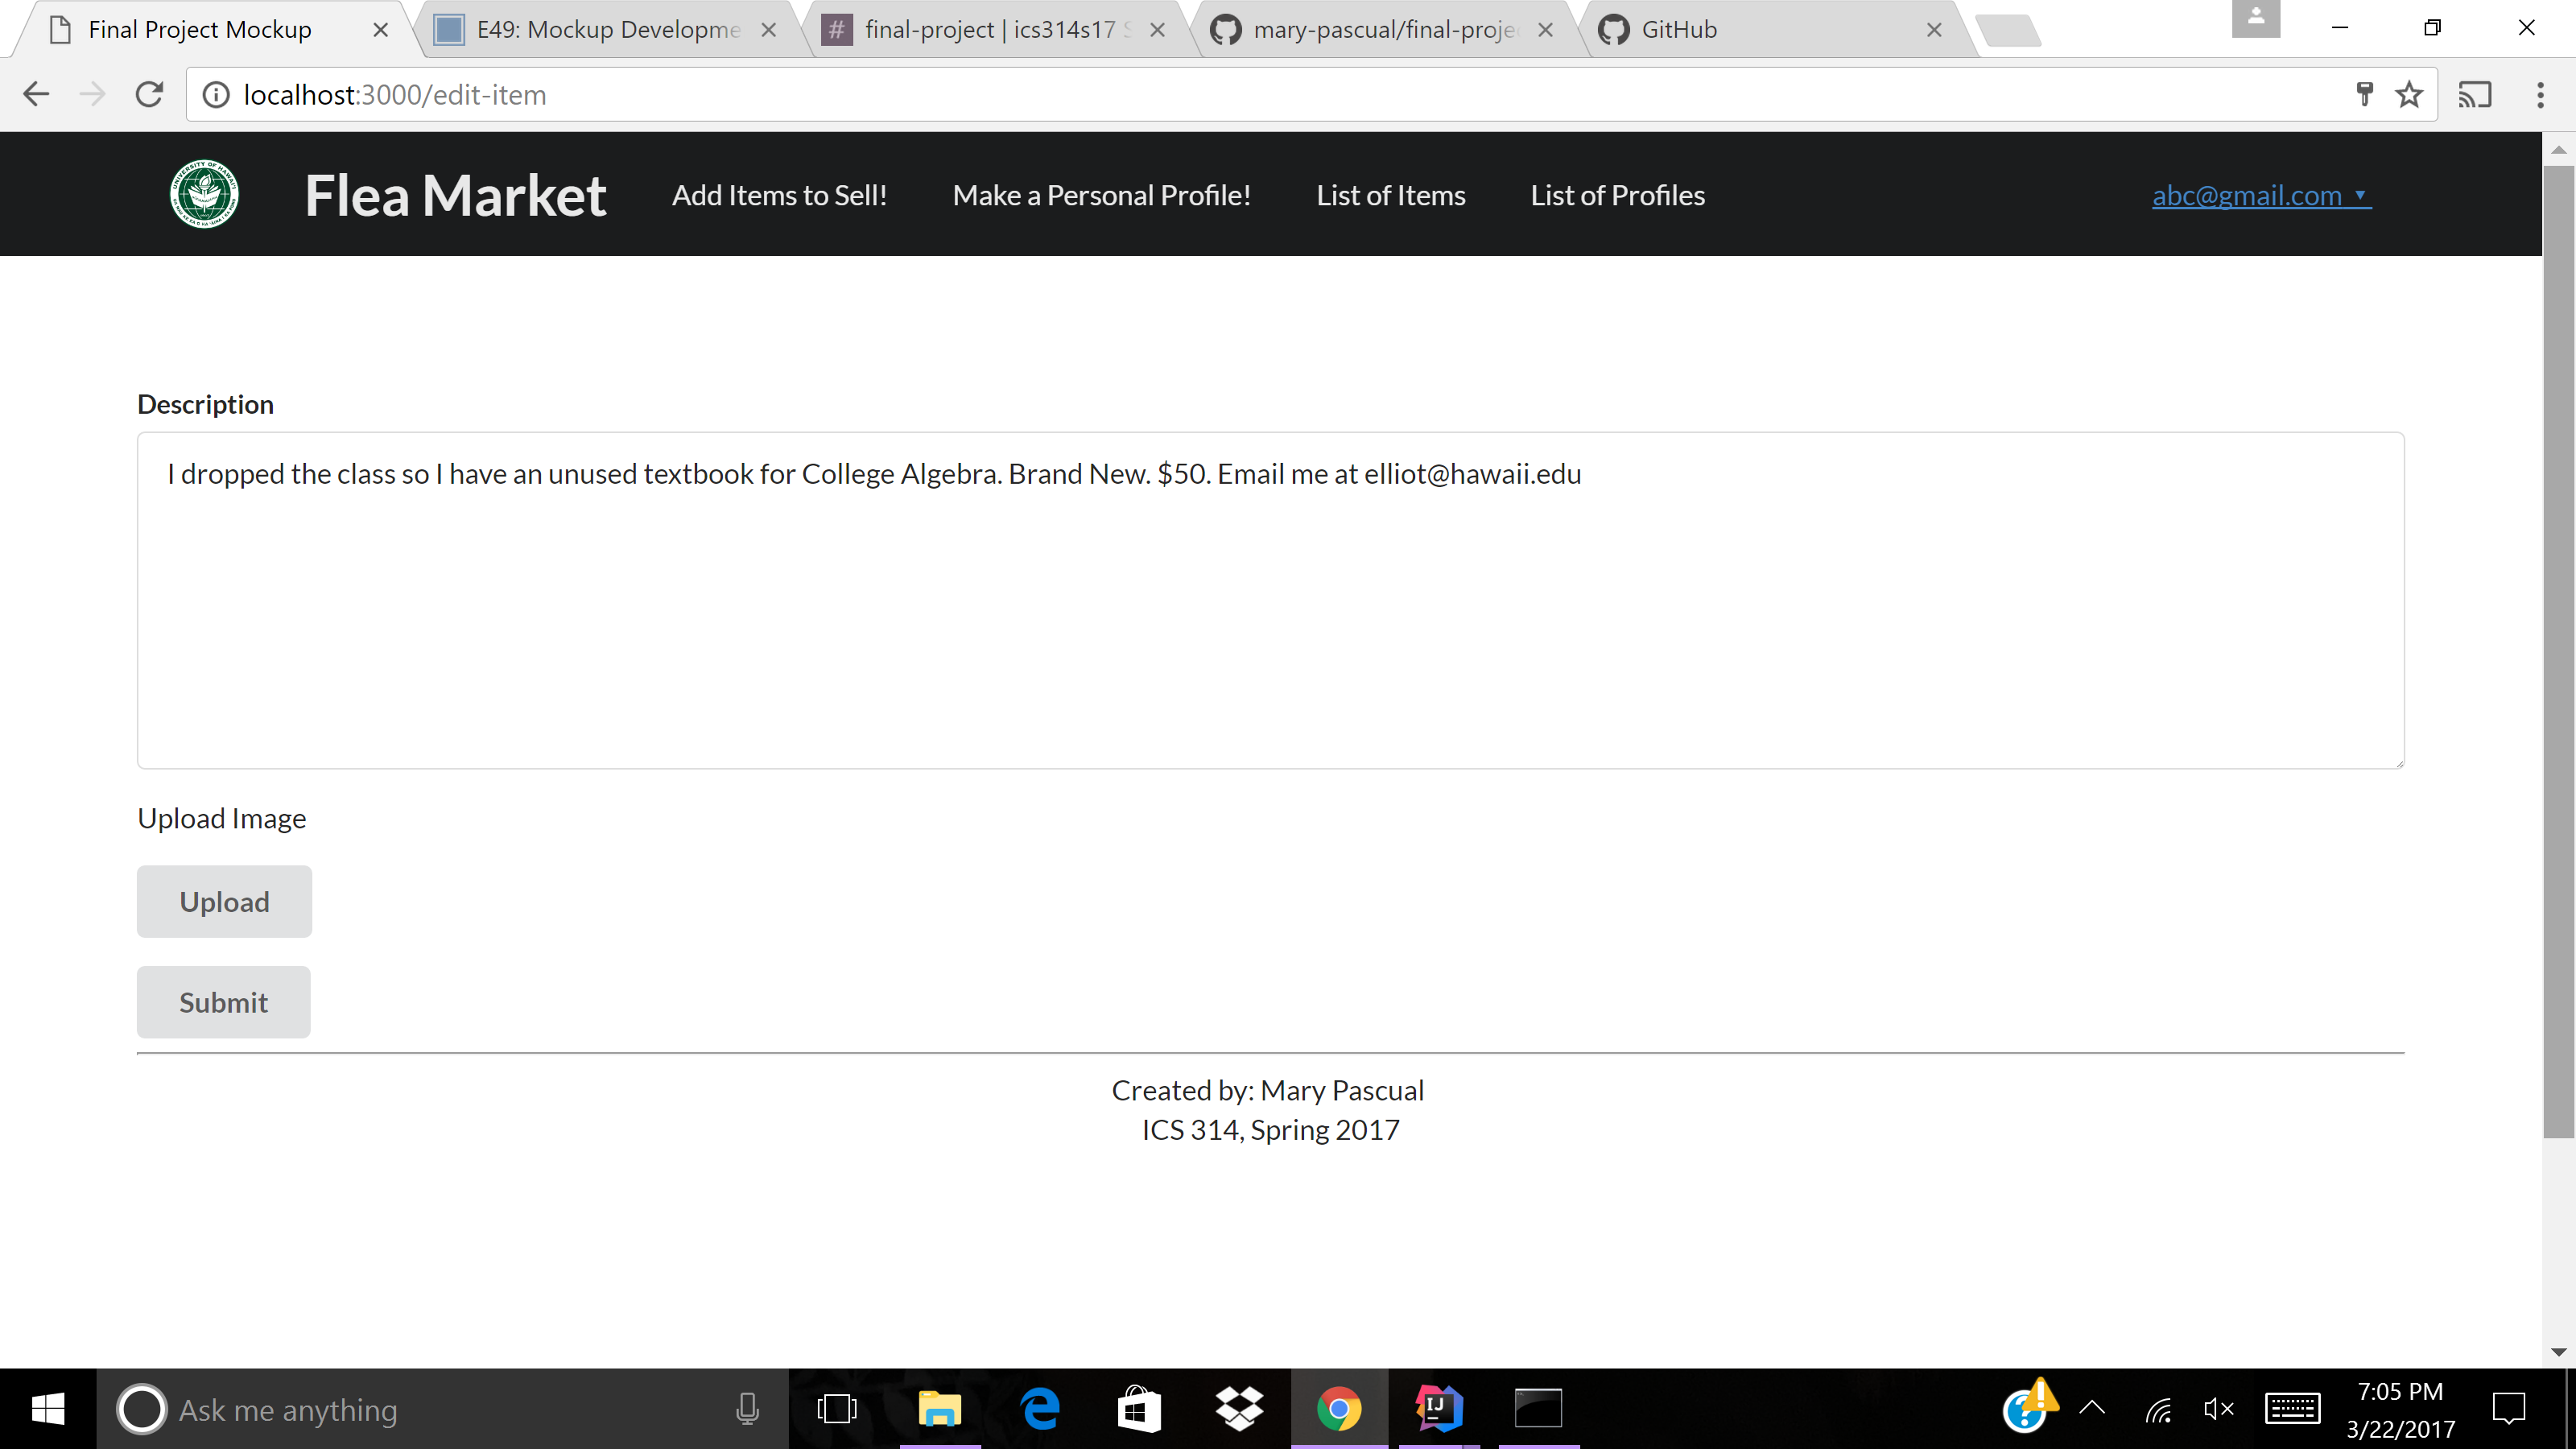 Final Project Mockup
E49: Mockup Developme
final-project | ics314s17 S
mary-pascual/final-proje
GitHub
localhost:3000/edit-item
UNIVERSITY OF HAWAI'I
Flea Market
Add Items to Sell!
Make a Personal Profile!
List of Items
List of Profiles
abc@gmail.com
Description
I dropped the class so I have an unused textbook for College Algebra. Brand New. $50. Email me at elliot@hawaii.edu
Upload Image
Upload
Submit
Created by: Mary Pascual
ICS 314, Spring 2017
Ask me anything
IJ
7:05 PM
3/22/2017